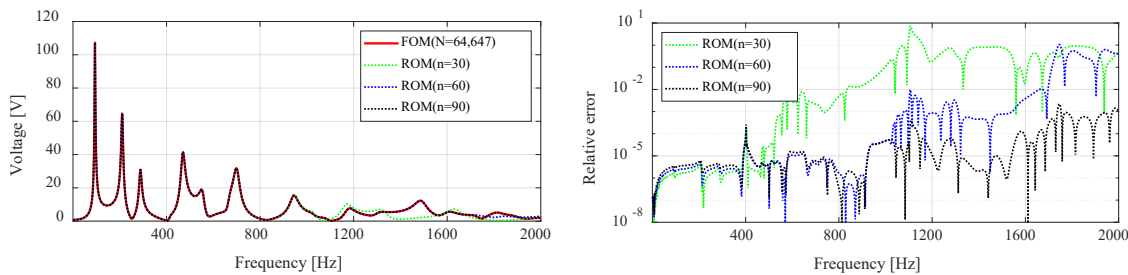 120
100
80
60
40
20
0
Voltage [V]
FOM(N=64,647)
ROM(n=30)
ROM(n=60)
ROM(n=90)
400
800
1200
1600
2000
Frequency [Hz]
10^1
10^-2
10^-5
10^-8
Relative error
ROM(n=30)
ROM(n=60)
ROM(n=90)
400
800
1200
1600
2000
Frequency [Hz]